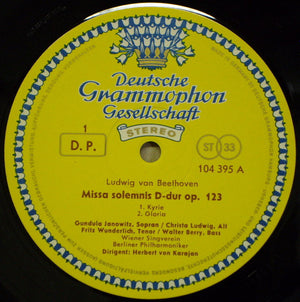 Deutsche
Grammophon
Gesellschaft
STEREO
1
D. P.
ST 33
104 395 A
Ludwig van Beethoven
Missa solemnis D-dur op. 123
1. Kyrie
2. Gloria
Gundula Janowitz, Sopran / Christa Ludwig, Alt
Fritz Wunderlich, Tenor / Walter Berry, Bass
Wiener Singverein
Berliner Philharmoniker
Dirigent: Herbert von Karajan